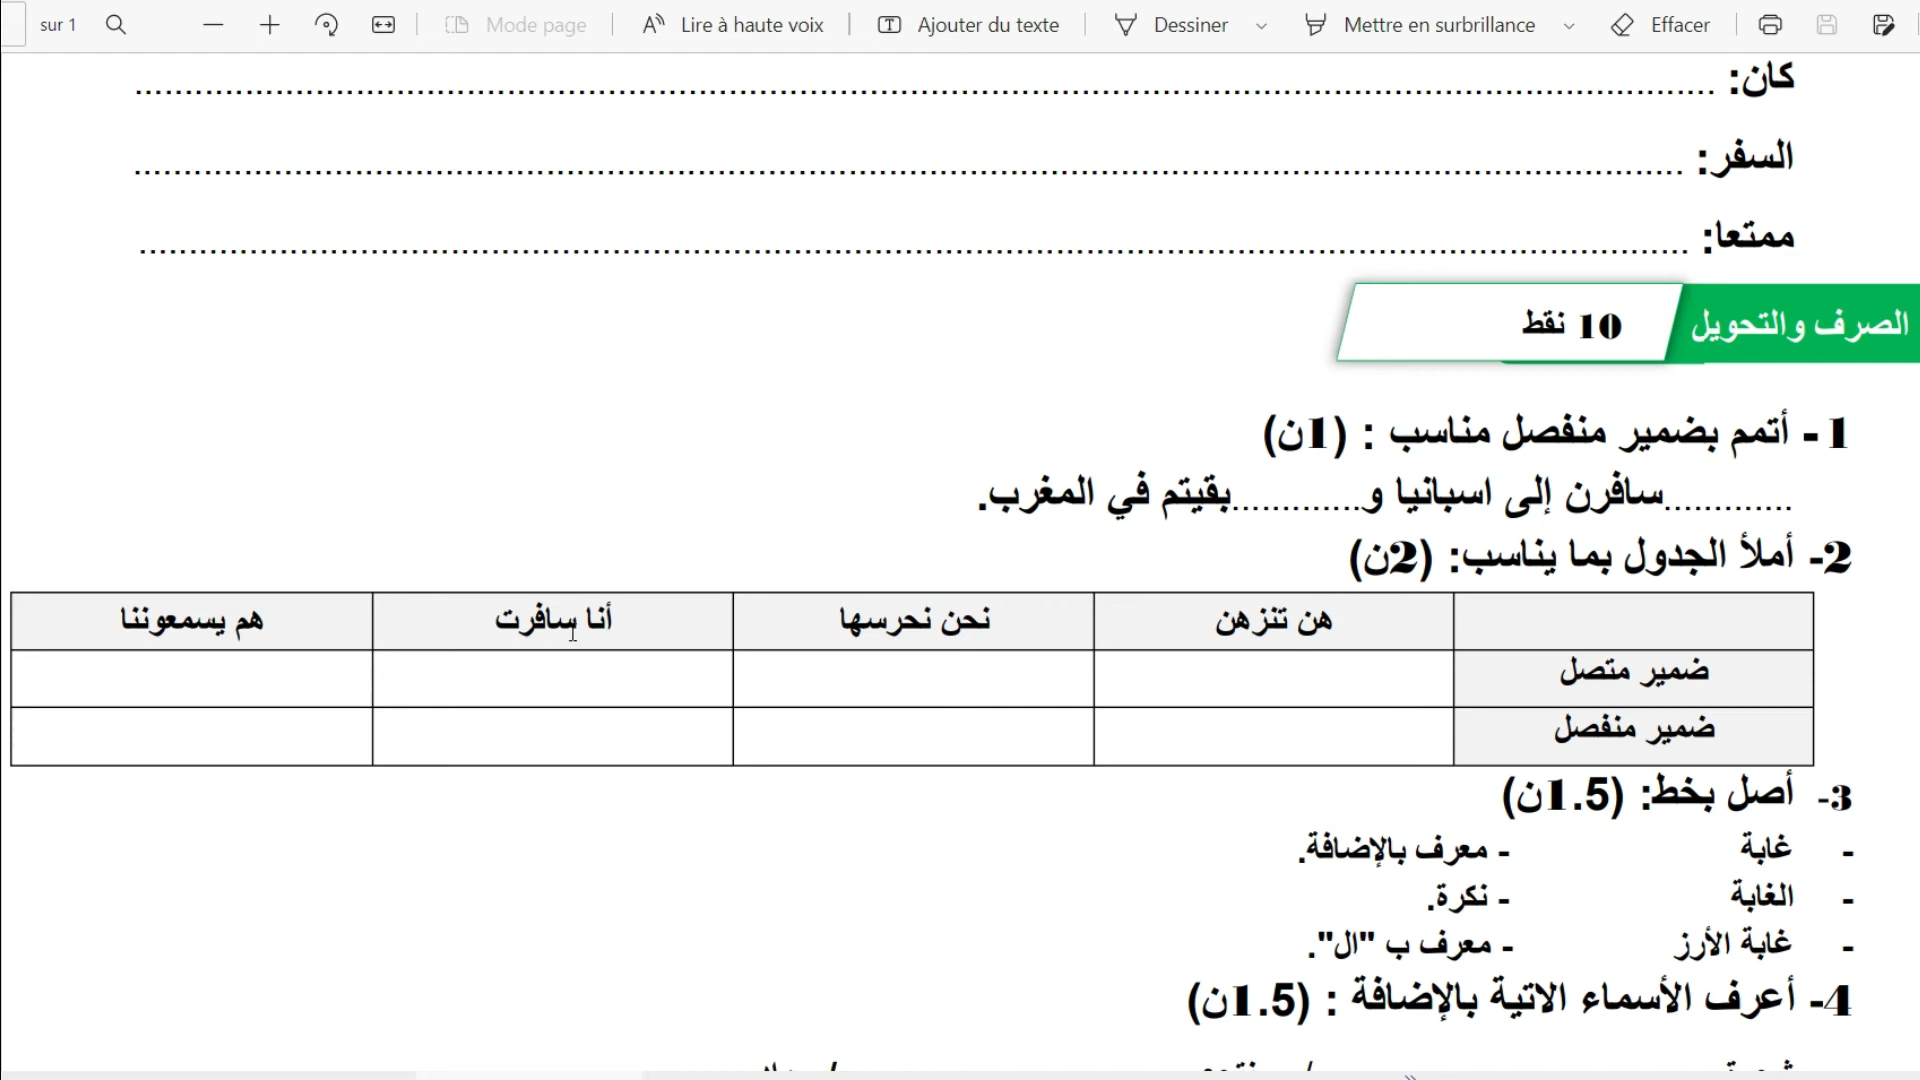 sur 1 Mode page Lire à haute voix Ajouter du texte Dessiner Mettre en surbrillance Effacer
كان: ........................................................................................................................
السفر: ........................................................................................................................
ممتعا: ........................................................................................................................
الصرف والتحويل 10 نقط
1- أتمم بضمير منفصل مناسب : (1ن)
.............سافرن إلى اسبانيا و.............بقيتم في المغرب.
2- أملأ الجدول بما يناسب: (2ن)
هن تنزهن نحن نحرسها أنا سافرت هم يسمعوننا
ضمير متصل
ضمير منفصل
3- أصل بخط: (1.5ن)
- غابة - معرف بالإضافة.
- الغابة - نكرة.
- غابة الأرز - معرف ب "ال".
4- أعرف الأسماء الاتية بالإضافة : (1.5ن)